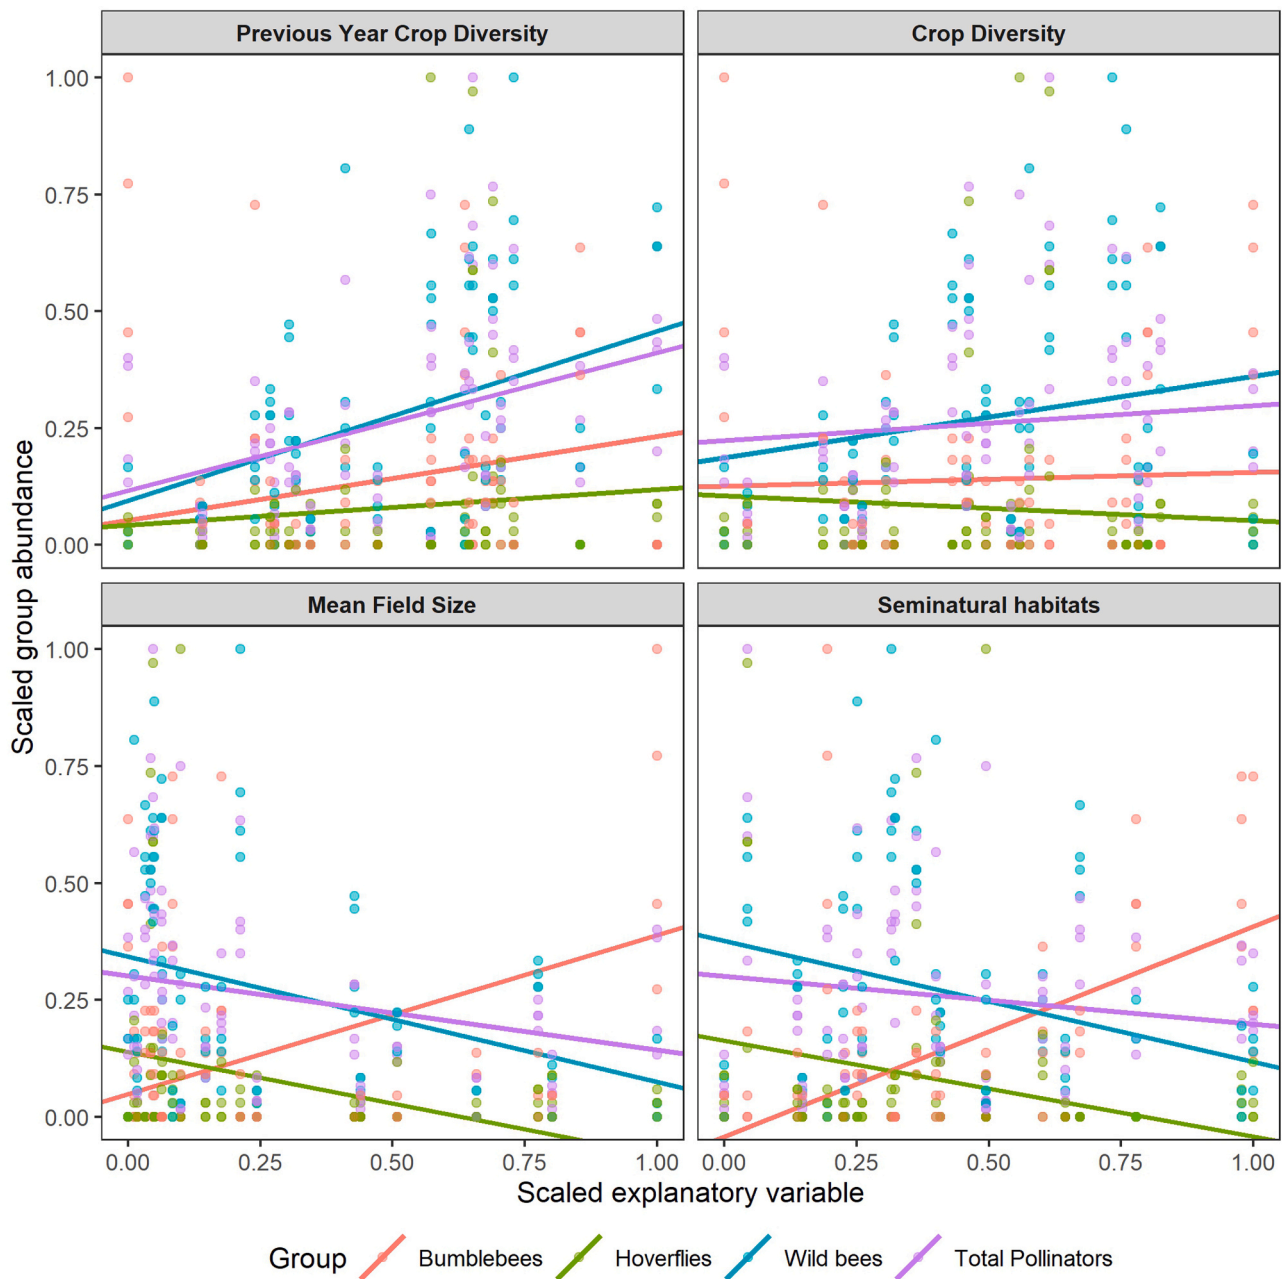 Previous Year Crop Diversity
Crop Diversity
1.00
0.75
0.50
0.25
0.00
Mean Field Size
Seminatural habitats
1.00
0.75
0.50
0.25
0.00
Scaled group abundance
0.00 0.25 0.50 0.75 1.00
0.00 0.25 0.50 0.75 1.00
Scaled explanatory variable
Group Bumblebees Hoverflies Wild bees Total Pollinators